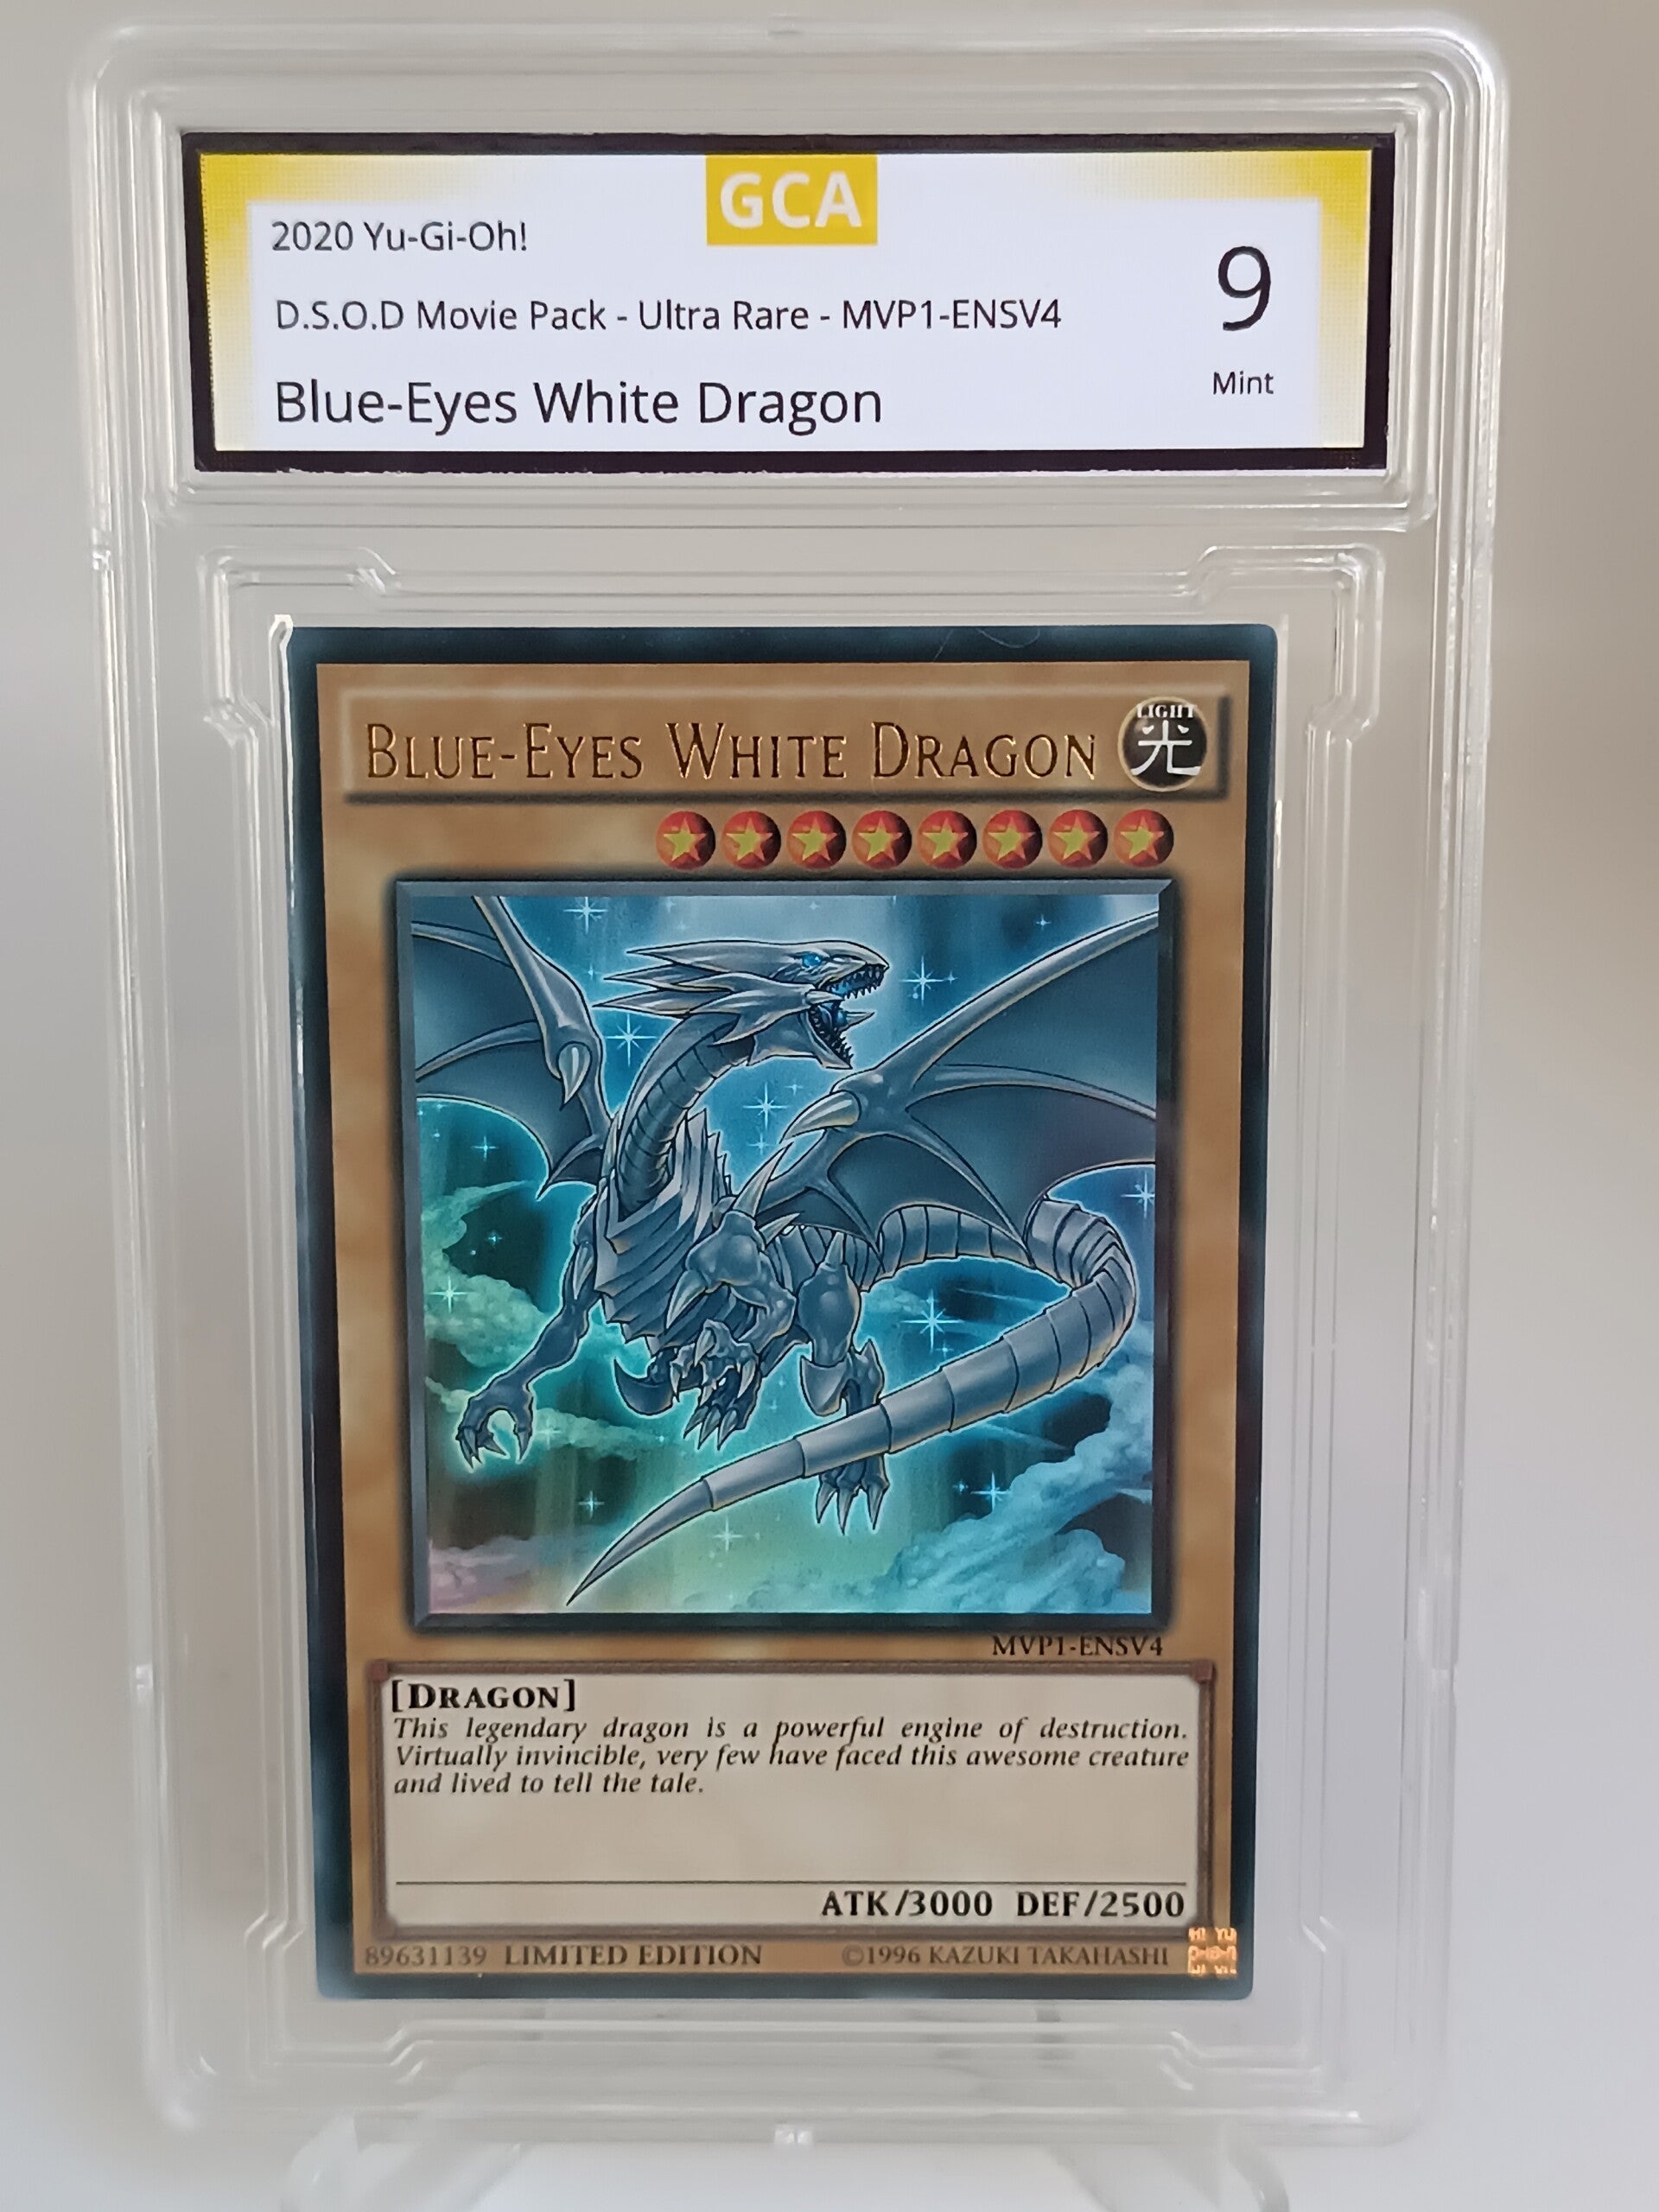 GCA
2020 Yu-Gi-Oh!
D.S.O.D Movie Pack - Ultra Rare - MVP1-ENSV4
Blue-Eyes White Dragon
9
Mint
BLUE-EYES WHITE DRAGON
LIGHT
光
MVP1-ENSV4
[DRAGON]
This legendary dragon is a powerful engine of destruction.
Virtually invincible, very few have faced this awesome creature
and lived to tell the tale.
ATK/3000 DEF/2500
89631139 LIMITED EDITION
©1996 KAZUKI TAKAHASHI